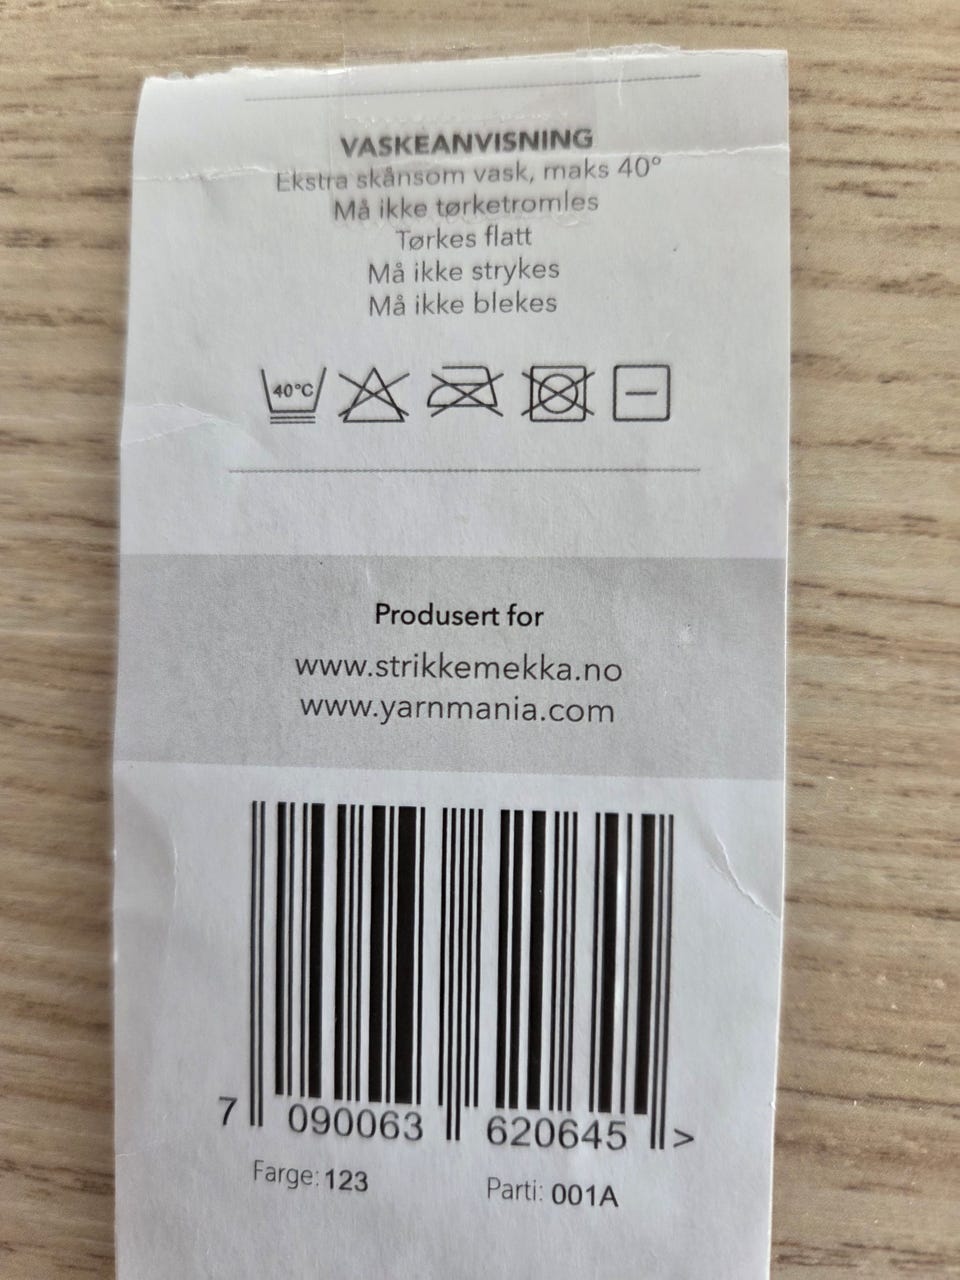 VASKEANVISNING
Ekstra skånsom vask, maks 40°
Må ikke tørketromles
Tørkes flatt
Må ikke strykes
Må ikke blekes
40°C
Produsert for
www.strikkemekka.no
www.yarnmania.com
7 090063 620645 >
Farge: 123 Parti: 001A